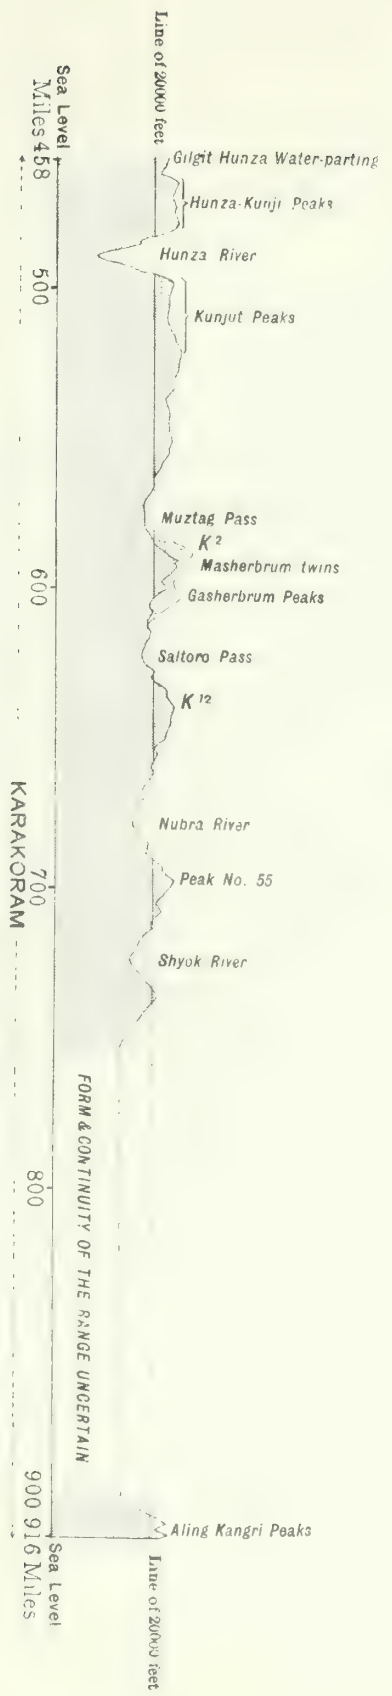 Line of 20000 feet
Sea Level
Miles 458
Gilgit Hunza Water-parting
Hunza-Kunji Peaks
Hunza River
500
Kunjut Peaks
Muztag Pass
K2
Masherbrum twins
600
Gasherbrum Peaks
Saltoro Pass
K12
Nubra River
KARAKORAM
700
Peak No. 55
Shyok River
FORM & CONTINUITY OF THE RANGE UNCERTAIN
800
Aling Kangri Peaks
900 916 Miles
Sea Level
Line of 20000 feet